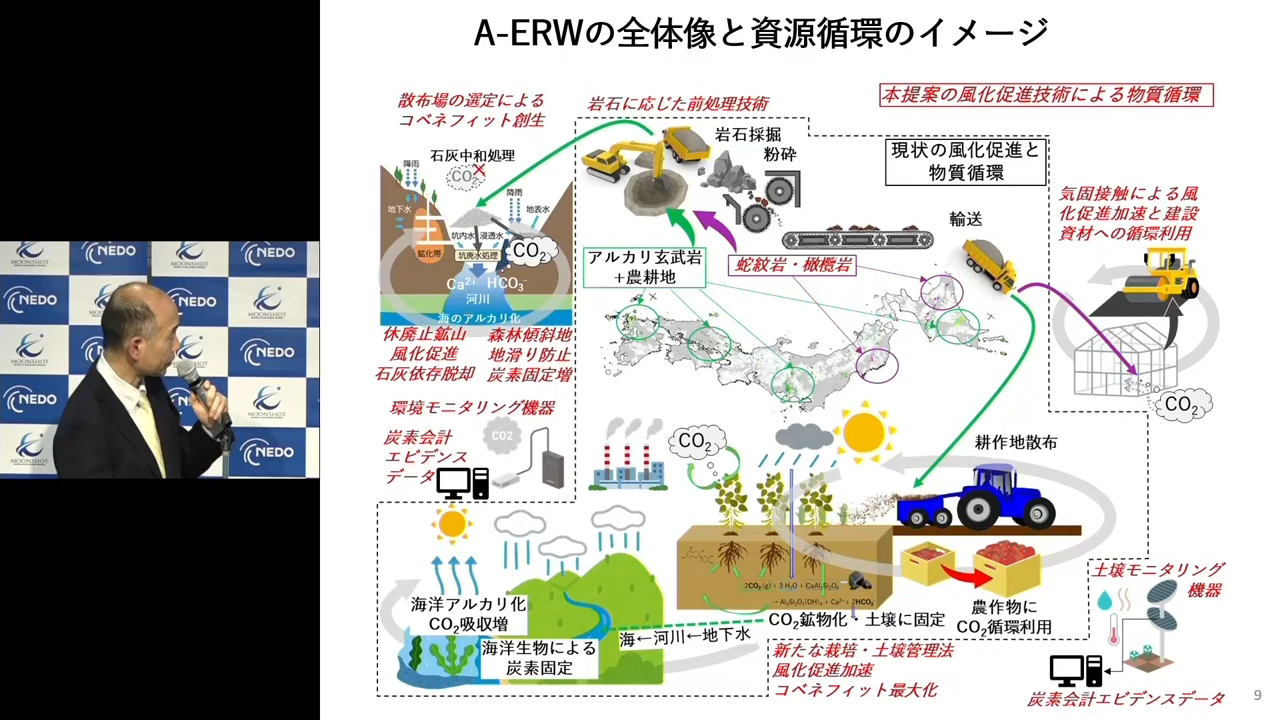 A-ERWの全体像と資源循環のイメージ
散布場の選定による
コベネフィット創生
岩石に応じた前処理技術
本提案の風化促進技術による物質循環
岩石採掘
粉砕
現状の風化促進と
物質循環
石灰中和処理
CO2
降雨
降雨
地下水
地表水
坑内水
浸透水
鉱化帯
坑廃水処理
CO2
Ca2+ HCO3-
河川
海のアルカリ化
アルカリ玄武岩
+農耕地
蛇紋岩・橄欖岩
輸送
気固接触による風
化促進加速と建設
資材への循環利用
CO2
休廃止鉱山
風化促進
石灰依存脱却
森林傾斜地
地滑り防止
炭素固定増
環境モニタリング機器
炭素会計
エビデンス
データ
CO2
CO2
耕作地散布
2CO2(g) + 3 H2O + CaAl2Si2O8
→ Al2Si2O5(OH)4 + Ca2+ + 2HCO3-
CO2鉱物化・土壌に固定
農作物に
CO2循環利用
土壌モニタリング
機器
炭素会計エビデンスデータ
海洋アルカリ化
CO2吸収増
海洋生物による
炭素固定
海←河川←地下水
新たな栽培・土壌管理法
風化促進加速
コベネフィット最大化
9
NEDO
MOONSHOT
NEDO
MOONSHOT
NEDO
NEDO
MOONSHOT
NEDO